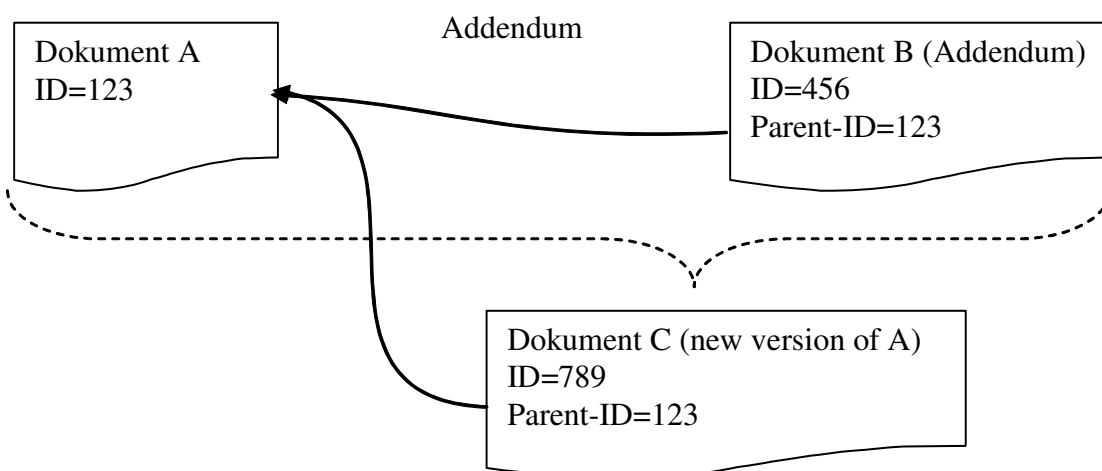 Addendum
Dokument A
ID=123
Dokument B (Addendum)
ID=456
Parent-ID=123
Dokument C (new version of A)
ID=789
Parent-ID=123